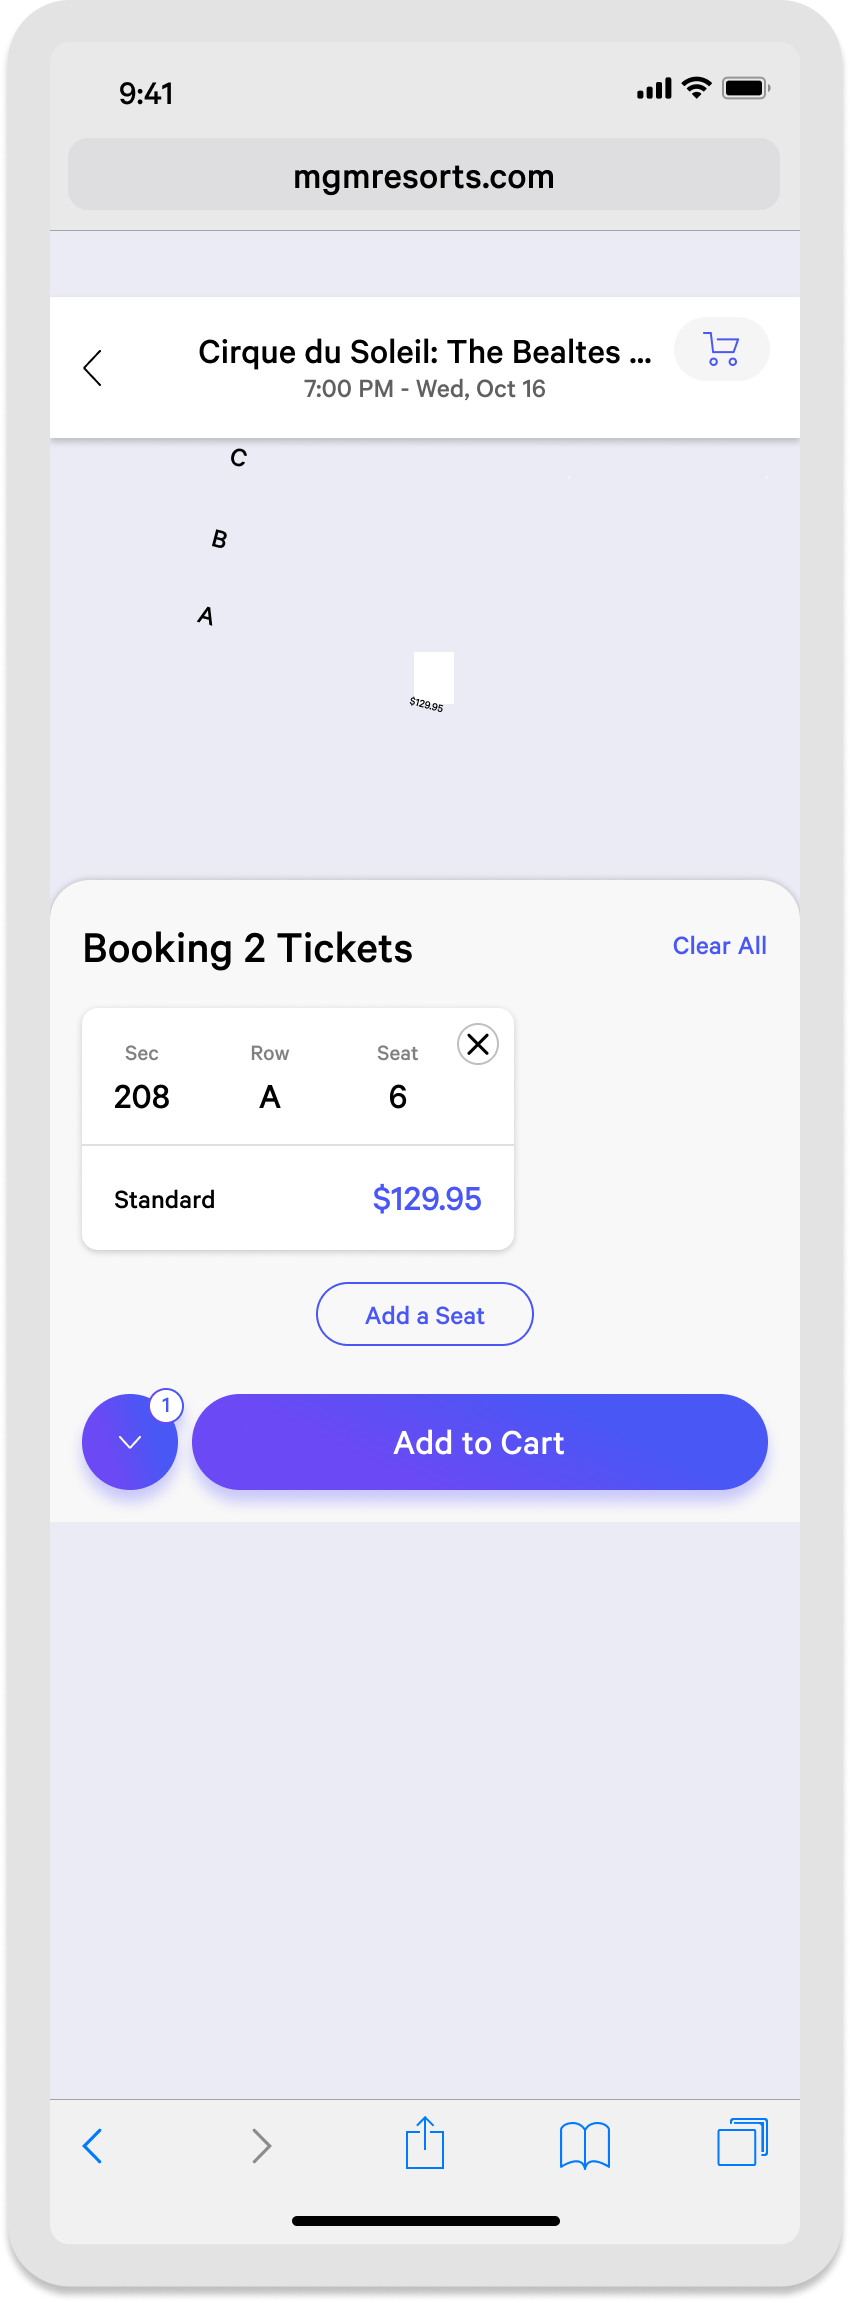 9:41
mgmresorts.com
Cirque du Soleil: The Bealtes ...
7:00 PM - Wed, Oct 16
C
B
A
$129.95
Booking 2 Tickets
Clear All
Sec Row Seat
208 A 6
Standard $129.95
Add a Seat
1
Add to Cart